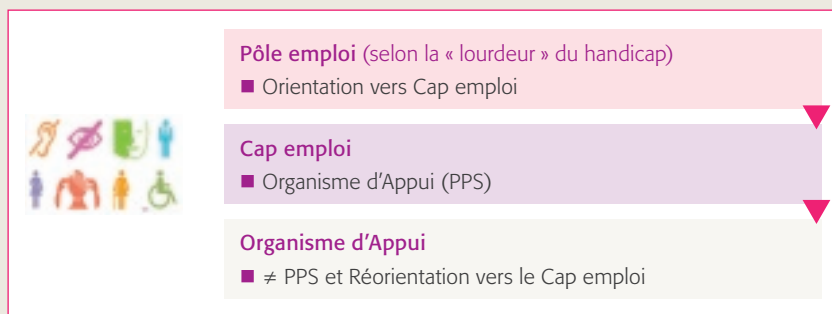 Pôle emploi (selon la « lourdeur » du handicap)
■ Orientation vers Cap emploi
Cap emploi
■ Organisme d'Appui (PPS)
Organisme d'Appui
■ ≠ PPS et Réorientation vers le Cap emploi